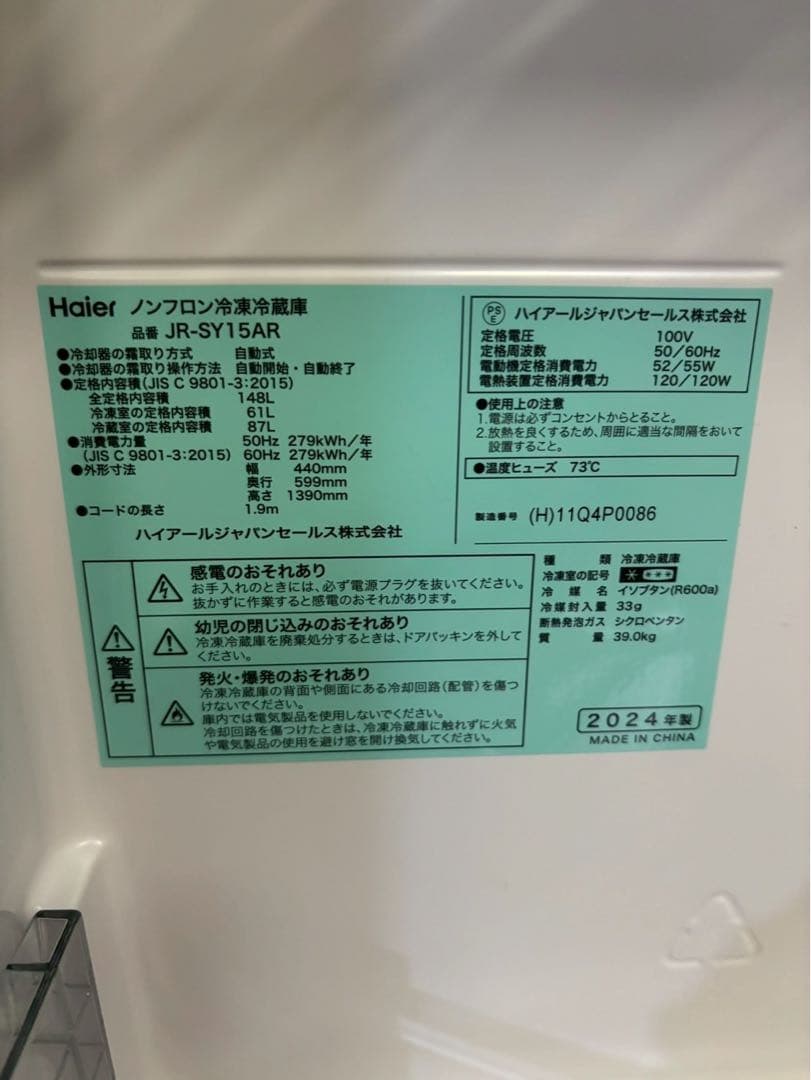 Haier ノンフロン冷凍冷蔵庫
品番 JR-SY15AR
●冷却器の霜取り方式 自動式
●冷却器の霜取り操作方法 自動開始・自動終了
●定格内容積(JIS C 9801-3:2015)
全定格内容積 148L
冷凍室の定格内容積 61L
冷蔵室の定格内容積 87L
●消費電力量 50Hz 279kWh/年
(JIS C 9801-3:2015) 60Hz 279kWh/年
●外形寸法 幅 440mm
奥行 599mm
高さ 1390mm
●コードの長さ 1.9m
ハイアールジャパンセールス株式会社
PSE ハイアールジャパンセールス株式会社
定格電圧 100V
定格周波数 50/60Hz
電動機定格消費電力 52/55W
電熱装置定格消費電力 120/120W
●使用上の注意
1.電源は必ずコンセントからとること。
2.放熱を良くするため、周囲に適当な間隔をおいて
設置すること。
●温度ヒューズ 73℃
製造番号 (H)11Q4P0086
警告
感電のおそれあり
お手入れのときには、必ず電源プラグを抜いてください。
抜かずに作業すると感電のおそれがあります。
幼児の閉じ込みのおそれあり
冷凍冷蔵庫を廃棄処分するときは、ドアパッキンを外して
ください。
発火・爆発のおそれあり
冷凍冷蔵庫の背面や側面にある冷却回路(配管)を傷つ
けないでください。
庫内では電気製品を使用しないでください。
冷却回路を傷つけたときは、冷凍冷蔵庫に触れずに火気
や電気製品の使用を避け窓を開け換気してください。
種類 冷凍冷蔵庫
冷凍室の記号 * ***
冷媒名 イソブタン(R600a)
冷媒封入量 33g
断熱発泡ガス シクロペンタン
質量 39.0kg
2024年製
MADE IN CHINA